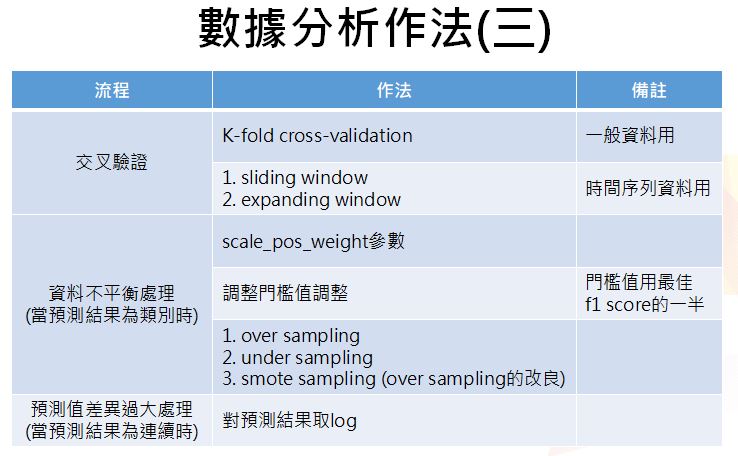 數據分析作法(三)
流程
作法
備註
交叉驗證
K-fold cross-validation
一般資料用
1. sliding window
2. expanding window
時間序列資料用
資料不平衡處理
(當預測結果為類別時)
scale_pos_weight參數
調整門檻值調整
門檻值用最佳
f1 score的一半
1. over sampling
2. under sampling
3. smote sampling (over sampling的改良)
預測值差異過大處理
(當預測結果為連續時)
對預測結果取log